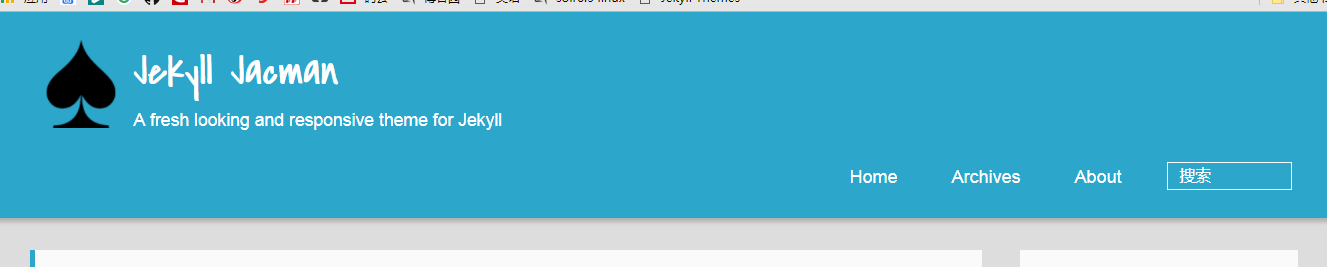 Jekyll Jacman
A fresh looking and responsive theme for Jekyll
Home Archives About 搜索